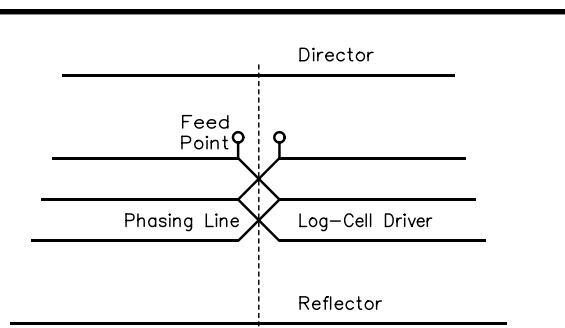 Director
Feed
Point
Phasing Line
Log-Cell Driver
Reflector